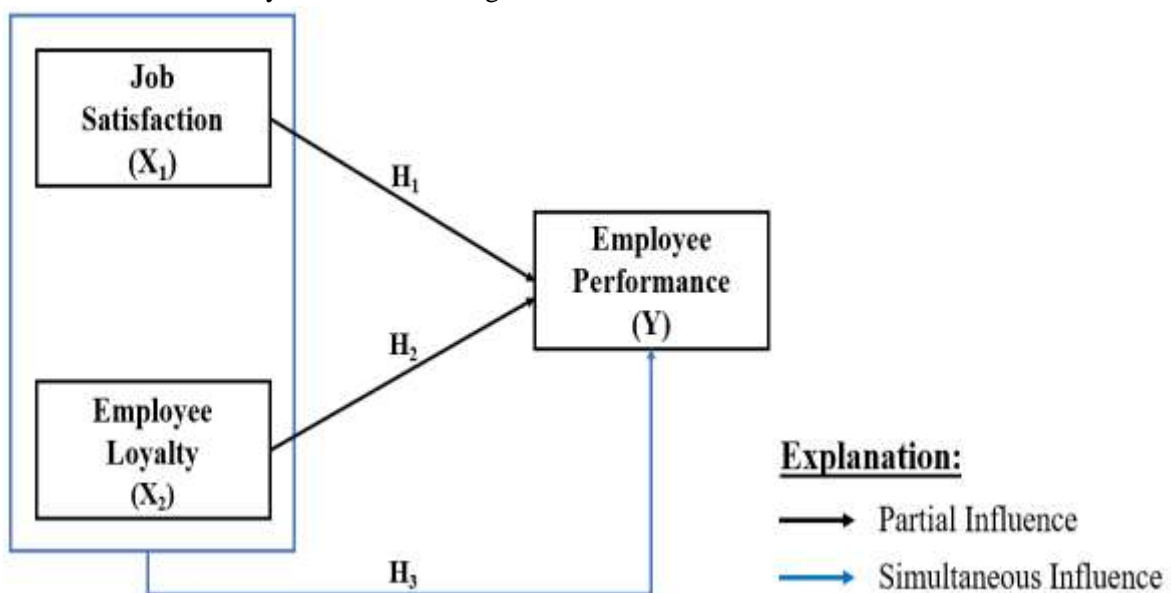 Job
Satisfaction
(X₁)
H₁
Employee
Performance
(Y)
H₂
Employee
Loyalty
(X₂)
H₃
Explanation:
Partial Influence
Simultaneous Influence